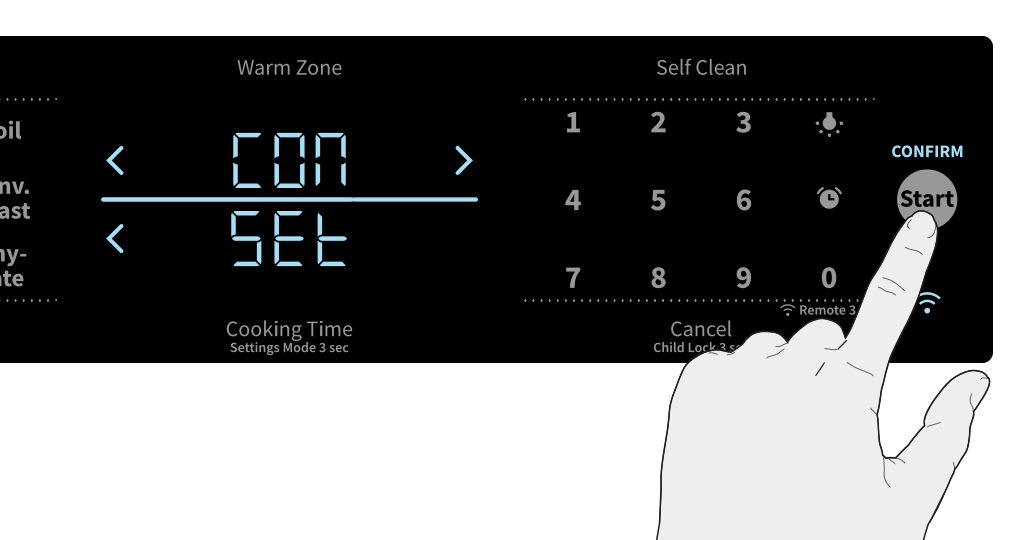 Warm Zone
Self Clean
oil
nv.
ast
ny-
ate
CON
SEt
1 2 3
4 5 6
7 8 9 0
CONFIRM
Start
Remote 3
Cooking Time
Settings Mode 3 sec
Cancel
Child Lock 3 se